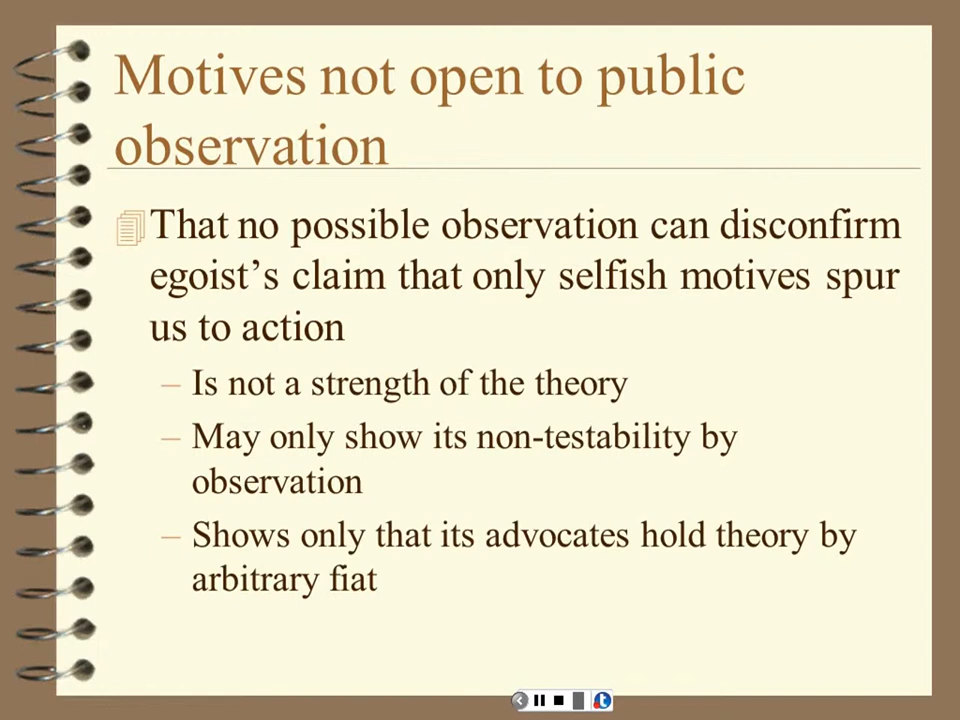 Motives not open to public
observation
That no possible observation can disconfirm
egoist's claim that only selfish motives spur
us to action
– Is not a strength of the theory
– May only show its non-testability by
observation
– Shows only that its advocates hold theory by
arbitrary fiat